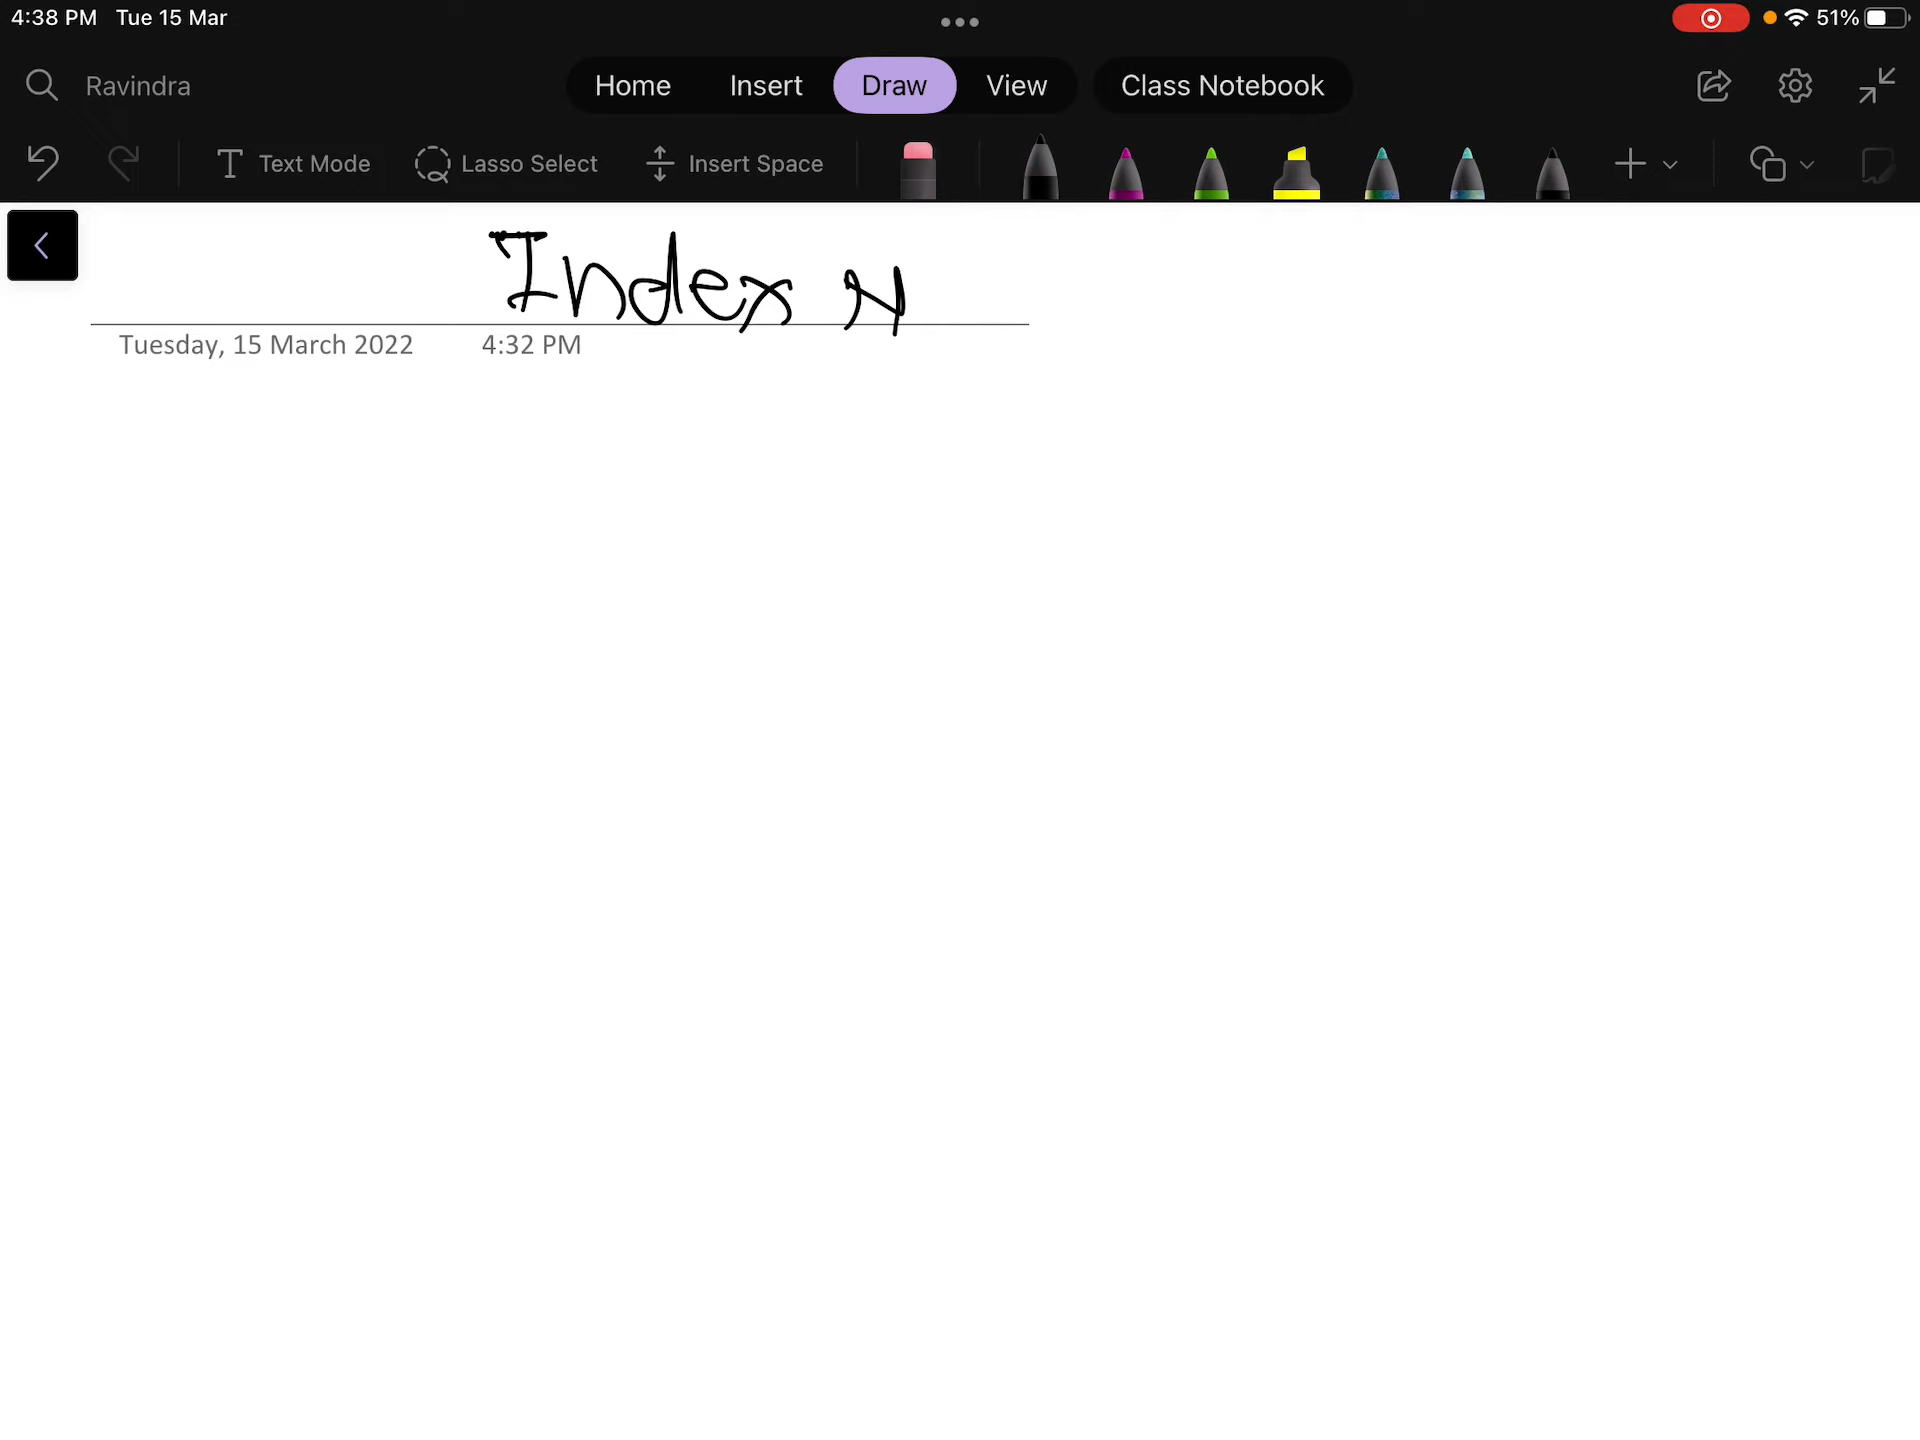 4:38 PM Tue 15 Mar 51%
Ravindra Home Insert Draw View Class Notebook
Text Mode Lasso Select Insert Space
Index N
Tuesday, 15 March 2022 4:32 PM